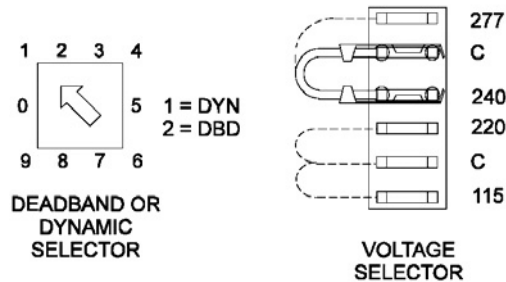 1 2 3 4
0 5
9 8 7 6
1 = DYN
2 = DBD
DEADBAND OR
DYNAMIC
SELECTOR
277
C
240
220
C
115
VOLTAGE
SELECTOR